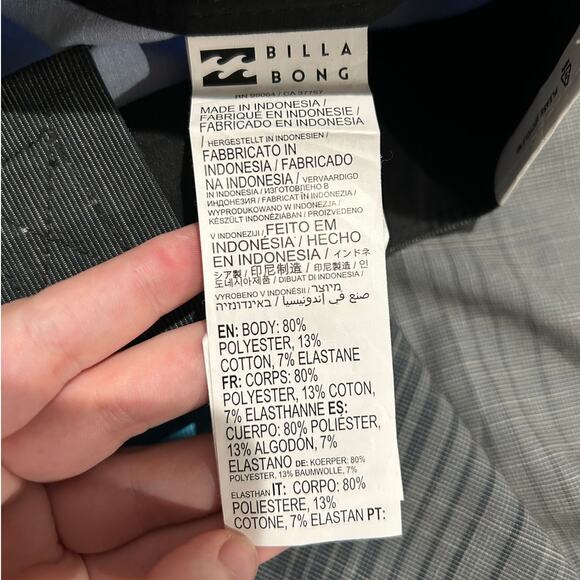 BILLA
BONG
RN 99064 / CA 37757
MADE IN INDONESIA /
FABRIQUÉ EN INDONÉSIE /
FABRICADO EN INDONESIA
/ HERGESTELLT IN INDONESIEN /
FABBRICATO IN
INDONESIA / FABRICADO
NA INDONESIA / VERVAARDIGD
IN INDONESIA / ИЗГОТОВЛЕНО В
ИНДОНЕЗИЯ / FABRICAT ÎN INDONEZIA /
WYPRODUKOWANO W INDONEZJA /
KÉSZÜLT INDONÉZIÁBAN / PROIZVEDENO
V INDONEZIJI / FEITO EM
INDONÉSIA / HECHO
EN INDONESIA / インドネ
シア製 / 印尼制造 / 印尼製造 / 인
도네시아제품 / DIBUAT DI INDONESIA /
VYROBENO V INDONÉSII / מיוצר
באינדונזיה / صنع في إندونيسيا
EN: BODY: 80%
POLYESTER, 13%
COTTON, 7% ELASTANE
FR: CORPS: 80%
POLYESTER, 13% COTON,
7% ELASTHANNE ES:
CUERPO: 80% POLIÉSTER,
13% ALGODÓN, 7%
ELASTANO DE: KOERPER: 80%
POLYESTER, 13% BAUMWOLLE, 7%
ELASTHAN IT: CORPO: 80%
POLIESTERE, 13%
COTONE, 7% ELASTAN PT: